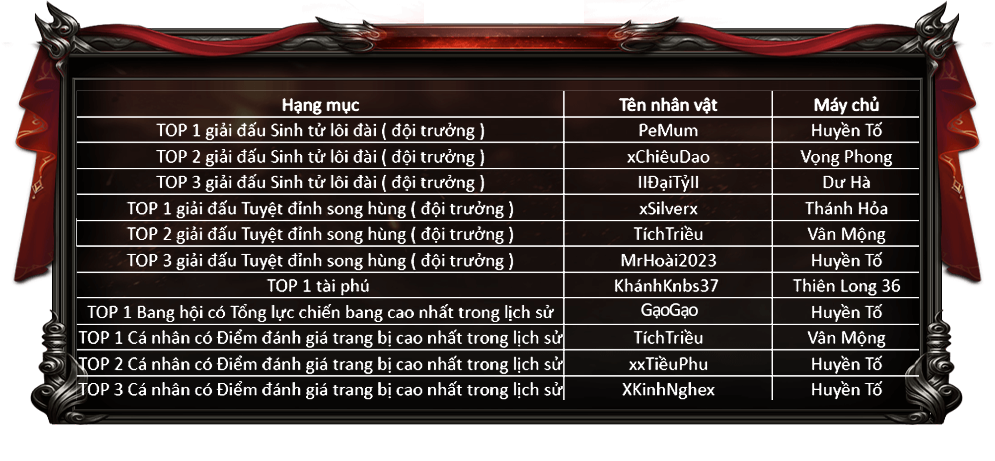 Hạng mục Tên nhân vật Máy chủ
TOP 1 giải đấu Sinh tử lôi đài ( đội trưởng ) PeMum Huyền Tố
TOP 2 giải đấu Sinh tử lôi đài ( đội trưởng ) xChiêuDao Vọng Phong
TOP 3 giải đấu Sinh tử lôi đài ( đội trưởng ) IIĐạiTỷII Dư Hà
TOP 1 giải đấu Tuyệt đỉnh song hùng ( đội trưởng ) xSilverx Thánh Hỏa
TOP 2 giải đấu Tuyệt đỉnh song hùng ( đội trưởng ) TíchTriều Vân Mộng
TOP 3 giải đấu Tuyệt đỉnh song hùng ( đội trưởng ) MrHoài2023 Huyền Tố
TOP 1 tài phú KhánhKnbs37 Thiên Long 36
TOP 1 Bang hội có Tổng lực chiến bang cao nhất trong lịch sử GạoGạo Huyền Tố
TOP 1 Cá nhân có Điểm đánh giá trang bị cao nhất trong lịch sử TíchTriều Vân Mộng
TOP 2 Cá nhân có Điểm đánh giá trang bị cao nhất trong lịch sử xxTiềuPhu Huyền Tố
TOP 3 Cá nhân có Điểm đánh giá trang bị cao nhất trong lịch sử XKinhNghex Huyền Tố